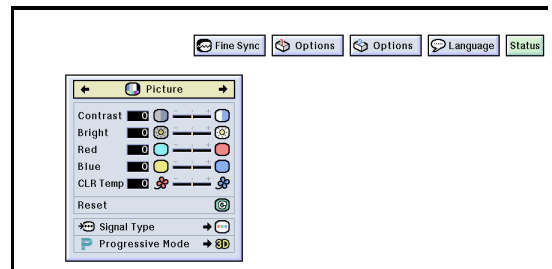 Fine Sync Options Options Language Status
Picture
Contrast 0
Bright 0
Red 0
Blue 0
CLR Temp 0
Reset
Signal Type
P Progressive Mode 3D